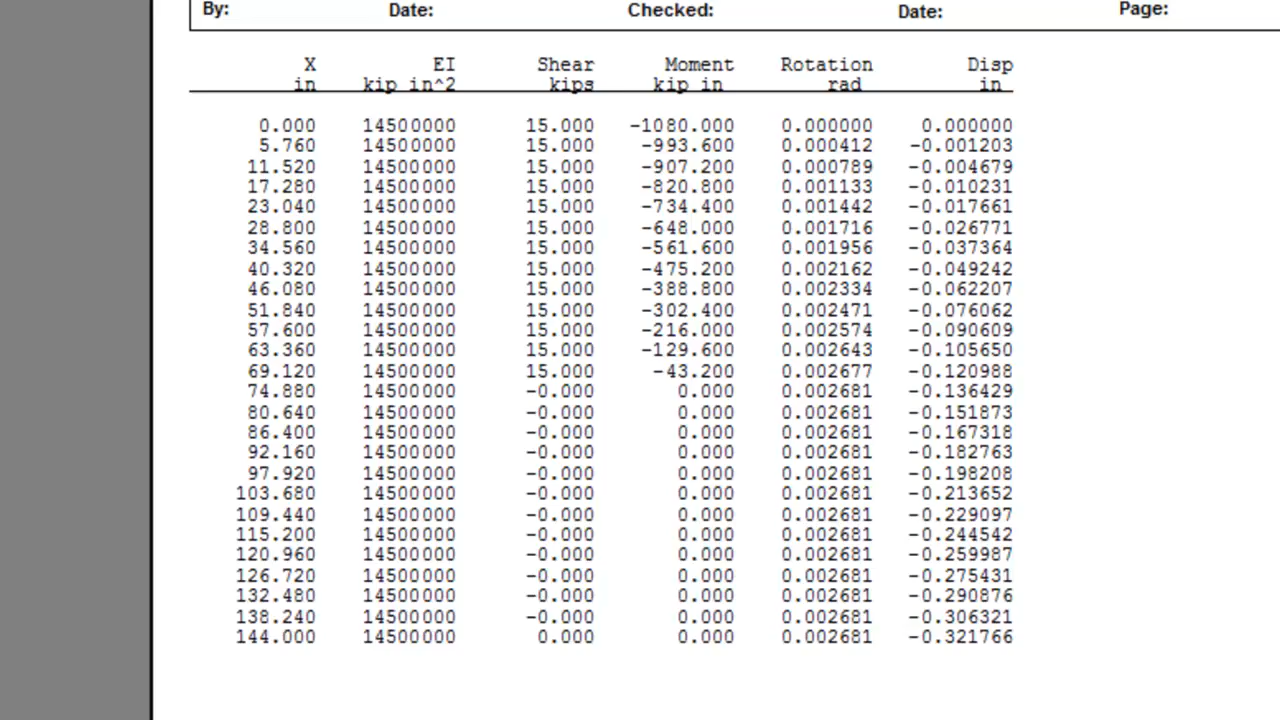 By: Date: Checked: Date: Page:
X EI Shear Moment Rotation Disp
in kip in^2 kips kip in rad in
0.000 14500000 15.000 -1080.000 0.000000 0.000000
5.760 14500000 15.000 -993.600 0.000412 -0.001203
11.520 14500000 15.000 -907.200 0.000789 -0.004679
17.280 14500000 15.000 -820.800 0.001133 -0.010231
23.040 14500000 15.000 -734.400 0.001442 -0.017661
28.800 14500000 15.000 -648.000 0.001716 -0.026771
34.560 14500000 15.000 -561.600 0.001956 -0.037364
40.320 14500000 15.000 -475.200 0.002162 -0.049242
46.080 14500000 15.000 -388.800 0.002334 -0.062207
51.840 14500000 15.000 -302.400 0.002471 -0.076062
57.600 14500000 15.000 -216.000 0.002574 -0.090609
63.360 14500000 15.000 -129.600 0.002643 -0.105650
69.120 14500000 15.000 -43.200 0.002677 -0.120988
74.880 14500000 -0.000 0.000 0.002681 -0.136429
80.640 14500000 -0.000 0.000 0.002681 -0.151873
86.400 14500000 -0.000 0.000 0.002681 -0.167318
92.160 14500000 -0.000 0.000 0.002681 -0.182763
97.920 14500000 -0.000 0.000 0.002681 -0.198208
103.680 14500000 -0.000 0.000 0.002681 -0.213652
109.440 14500000 -0.000 0.000 0.002681 -0.229097
115.200 14500000 -0.000 0.000 0.002681 -0.244542
120.960 14500000 -0.000 0.000 0.002681 -0.259987
126.720 14500000 -0.000 0.000 0.002681 -0.275431
132.480 14500000 -0.000 0.000 0.002681 -0.290876
138.240 14500000 -0.000 0.000 0.002681 -0.306321
144.000 14500000 0.000 0.000 0.002681 -0.321766